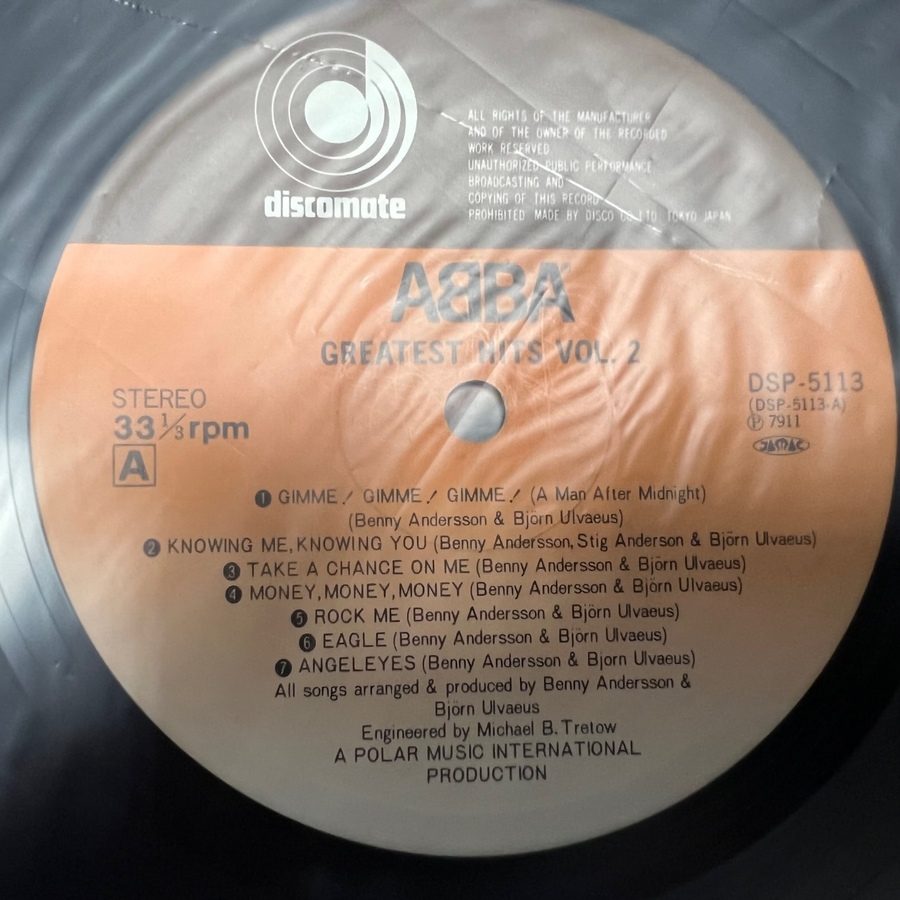 discomate
ALL RIGHTS OF THE MANUFACTURER
AND OF THE OWNER OF THE RECORDED
WORK RESERVED
UNAUTHORIZED PUBLIC PERFORMANCE
BROADCASTING AND
COPYING OF THIS RECORD
PROHIBITED MADE BY DISCO CO LTD. TOKYO JAPAN
ABBA
GREATEST HITS VOL. 2
STEREO
33 1/3 rpm
A
DSP-5113
(DSP-5113-A)
Ⓟ 7911
JASRAC
❶ GIMME! GIMME! GIMME! (A Man After Midnight)
(Benny Andersson & Björn Ulvaeus)
❷ KNOWING ME, KNOWING YOU (Benny Andersson, Stig Anderson & Björn Ulvaeus)
❸ TAKE A CHANCE ON ME (Benny Andersson & Björn Ulvaeus)
❹ MONEY, MONEY, MONEY (Benny Andersson & Björn Ulvaeus)
❺ ROCK ME (Benny Andersson & Björn Ulvaeus)
❻ EAGLE (Benny Andersson & Björn Ulvaeus)
❼ ANGELEYES (Benny Andersson & Bjorn Ulvaeus)
All songs arranged & produced by Benny Andersson &
Björn Ulvaeus
Engineered by Michael B. Tretow
A POLAR MUSIC INTERNATIONAL
PRODUCTION